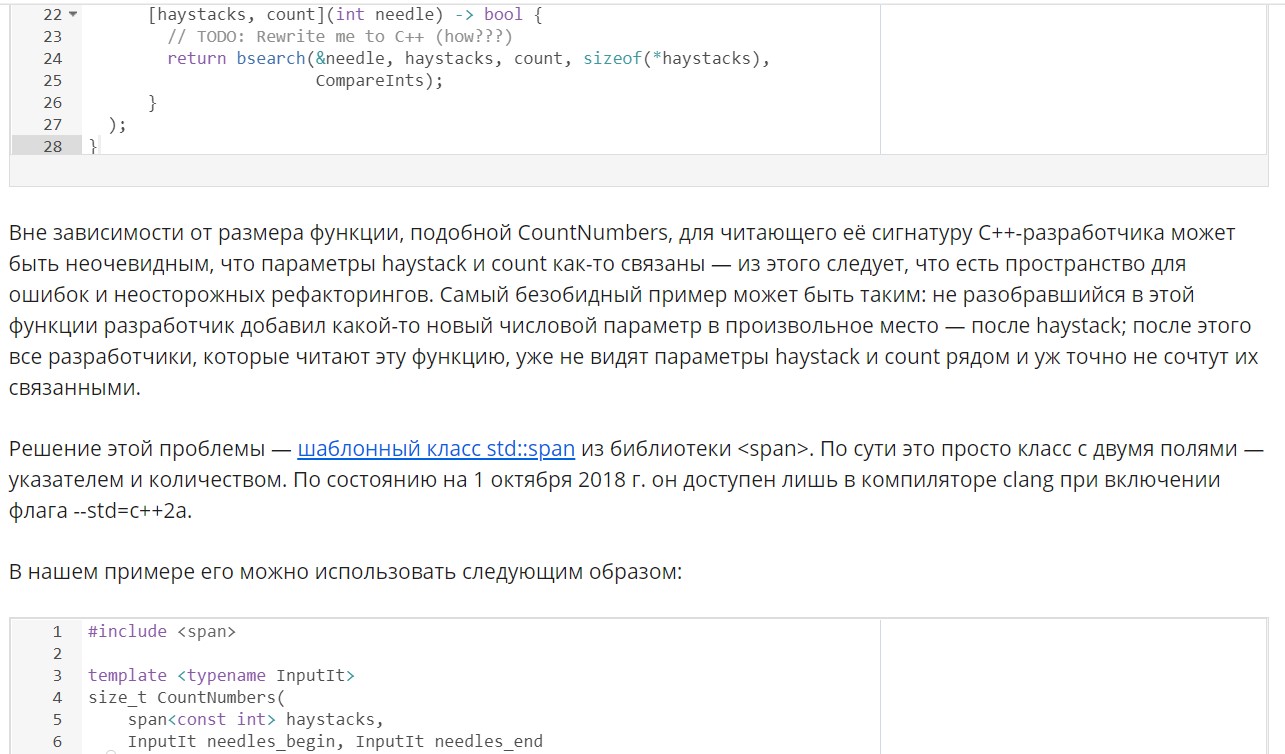 22 [haystacks, count](int needle) -> bool {
23 // TODO: Rewrite me to C++ (how???)
24 return bsearch(&needle, haystacks, count, sizeof(*haystacks),
25 CompareInts);
26 }
27 );
28 }
Вне зависимости от размера функции, подобной CountNumbers, для читающего её сигнатуру C++-разработчика может
быть неочевидным, что параметры haystack и count как-то связаны — из этого следует, что есть пространство для
ошибок и неосторожных рефакторингов. Самый безобидный пример может быть таким: не разобравшийся в этой
функции разработчик добавил какой-то новый числовой параметр в произвольное место — после haystack; после этого
все разработчики, которые читают эту функцию, уже не видят параметры haystack и count рядом и уж точно не сочтут их
связанными.
Решение этой проблемы — шаблонный класс std::span из библиотеки <span>. По сути это просто класс с двумя полями —
указателем и количеством. По состоянию на 1 октября 2018 г. он доступен лишь в компиляторе clang при включении
флага --std=c++2a.
В нашем примере его можно использовать следующим образом:
1 #include <span>
2
3 template <typename InputIt>
4 size_t CountNumbers(
5 span<const int> haystacks,
6 InputIt needles_begin, InputIt needles_end